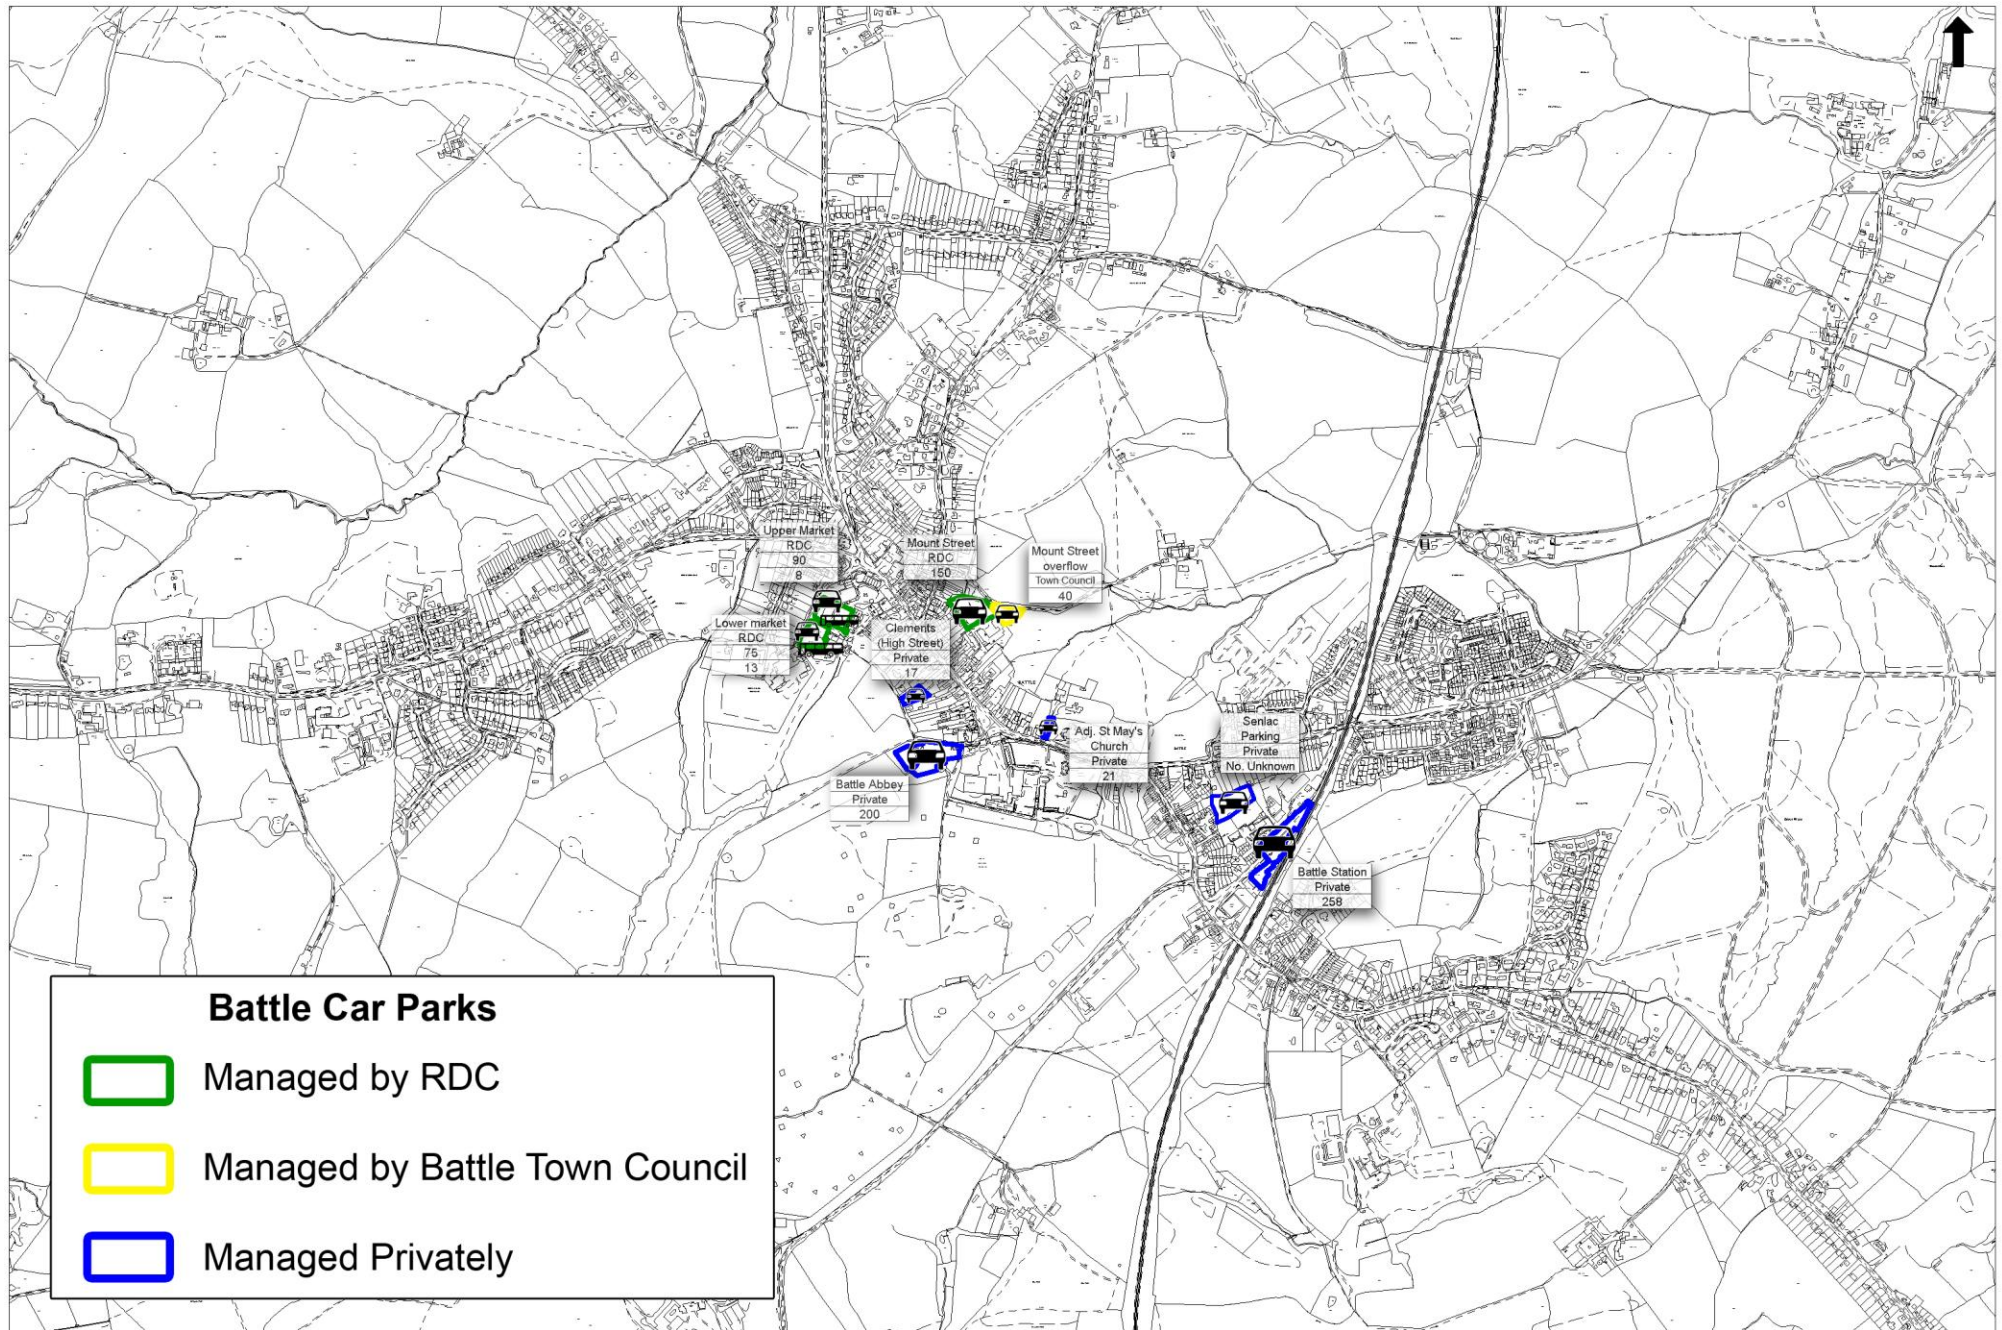 Upper Market
RDC
90
8
Mount Street
RDC
150
Mount Street
overflow
Town Council
40
Lower market
RDC
75
13
Clements
(High Street)
Private
17
BATTLE
Adj. St May's
Church
Private
21
Senlac
Parking
Private
No. Unknown
Battle Abbey
Private
200
Battle Station
Private
258
Battle Car Parks
Managed by RDC
Managed by Battle Town Council
Managed Privately